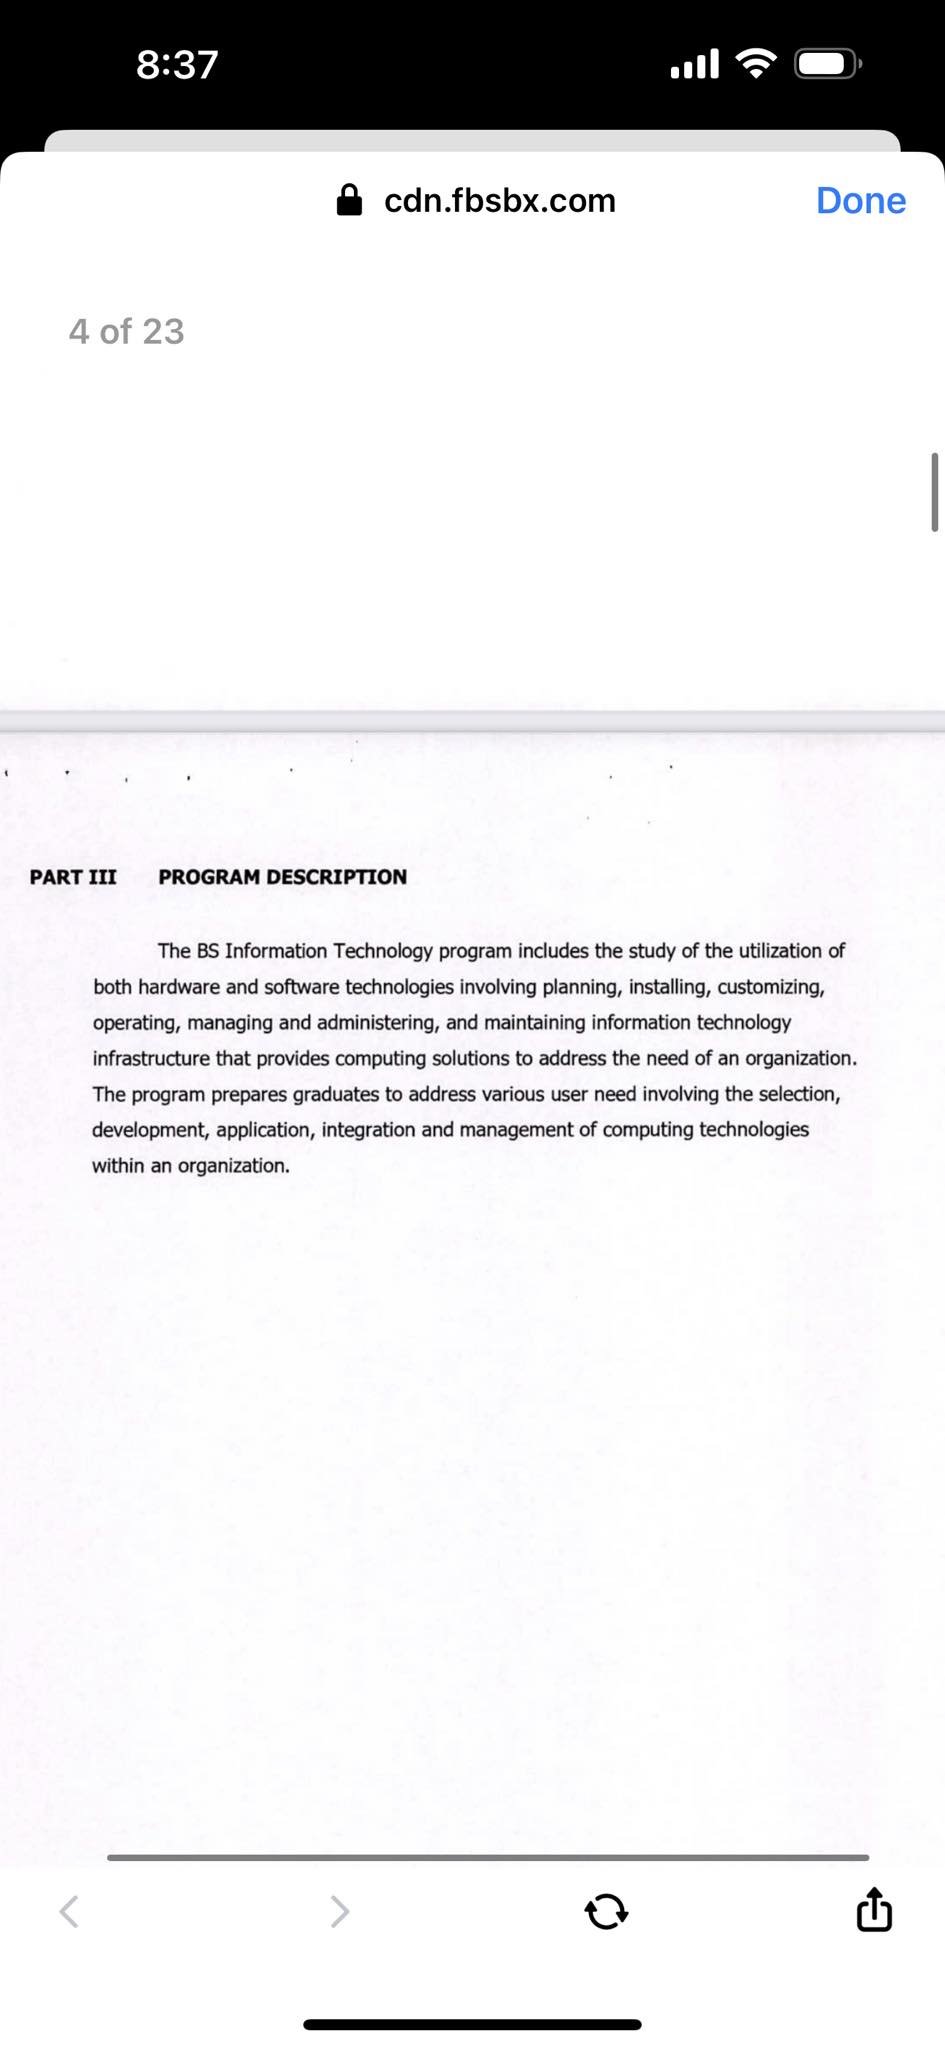 8:37
cdn.fbsbx.com
Done
4 of 23
PART III PROGRAM DESCRIPTION
The BS Information Technology program includes the study of the utilization of
both hardware and software technologies involving planning, installing, customizing,
operating, managing and administering, and maintaining information technology
infrastructure that provides computing solutions to address the need of an organization.
The program prepares graduates to address various user need involving the selection,
development, application, integration and management of computing technologies
within an organization.